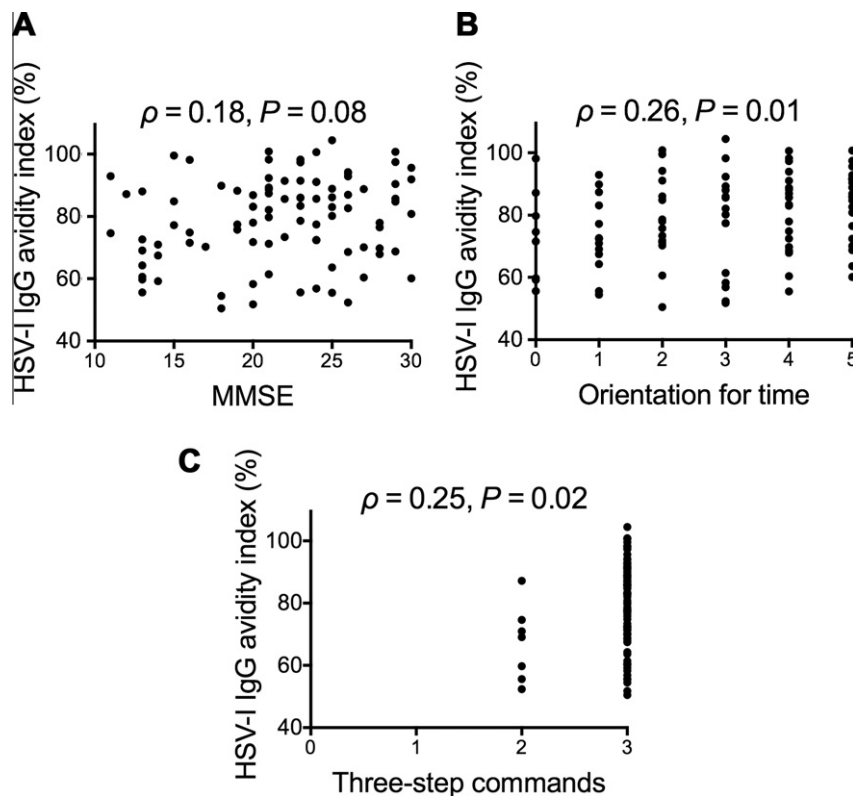 A
ρ = 0.18, P = 0.08
HSV-I IgG avidity index (%)
100
80
60
40
10
15
20
25
30
MMSE
B
ρ = 0.26, P = 0.01
HSV-I IgG avidity index (%)
100
80
60
40
0
1
2
3
4
5
Orientation for time
C
ρ = 0.25, P = 0.02
HSV-I IgG avidity index (%)
100
80
60
40
0
1
2
3
Three-step commands